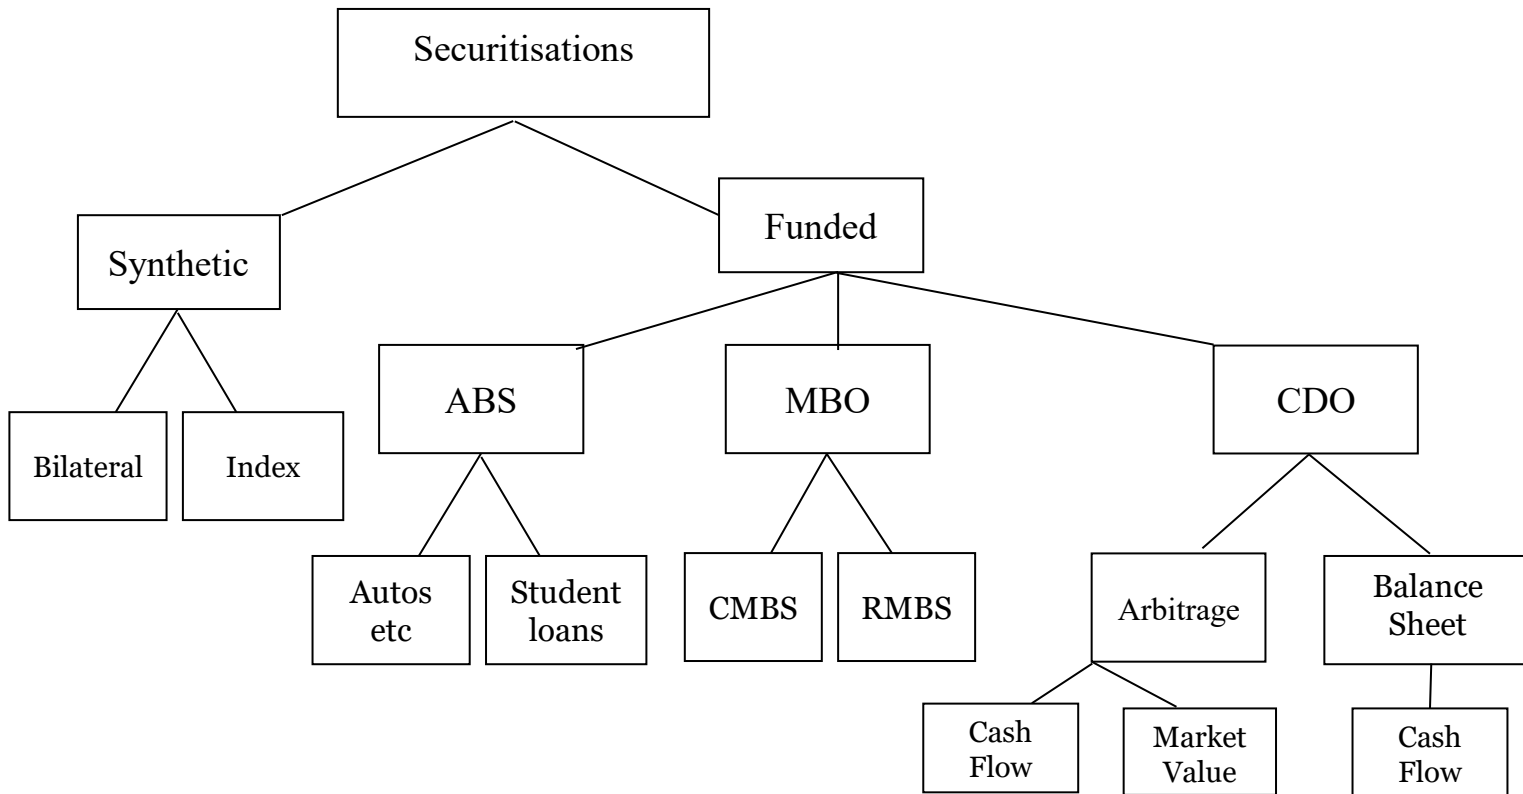 Securitisations
Funded
Synthetic
ABS
MBO
CDO
Bilateral
Index
Autos
etc
Student
loans
CMBS
RMBS
Arbitrage
Balance
Sheet
Cash
Flow
Market
Value
Cash
Flow